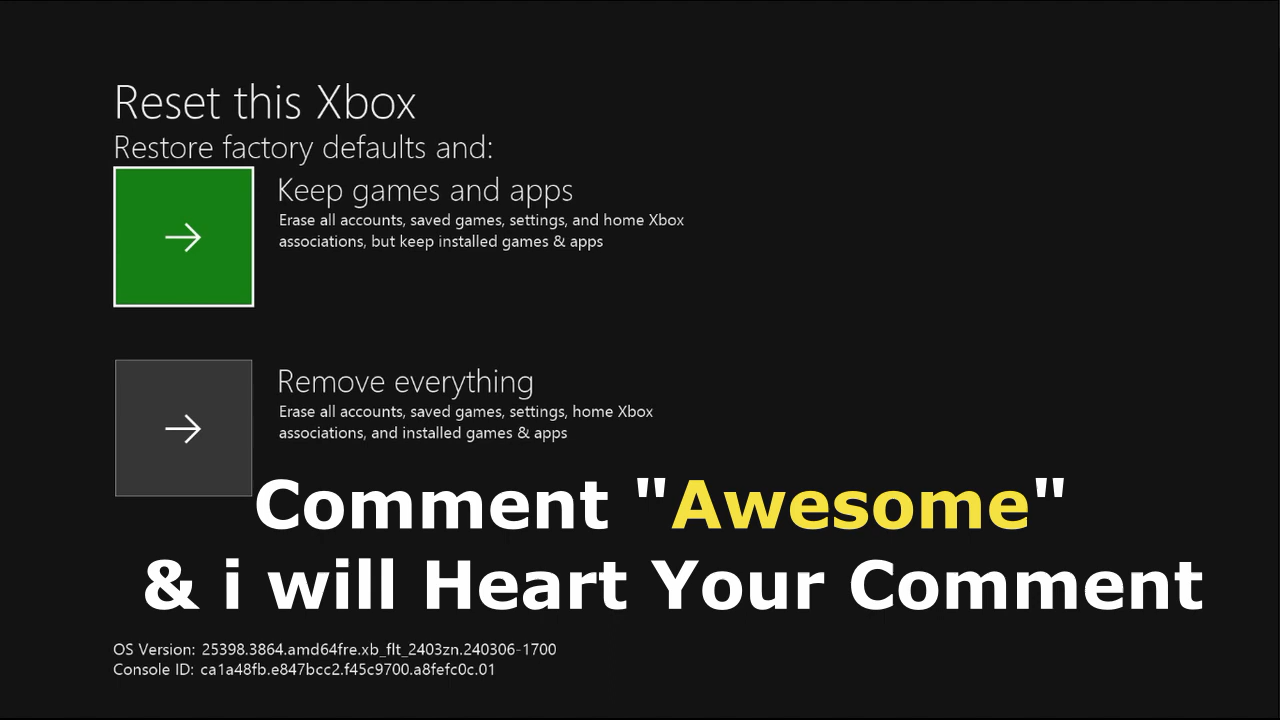 Reset this Xbox
Restore factory defaults and:
Keep games and apps
Erase all accounts, saved games, settings, and home Xbox
associations, but keep installed games & apps
Remove everything
Erase all accounts, saved games, settings, home Xbox
associations, and installed games & apps
Comment "Awesome"
& i will Heart Your Comment
OS Version: 25398.3864.amd64fre.xb_flt_2403zn.240306-1700
Console ID: ca1a48fb.e847bcc2.f45c9700.a8fefc0c.01